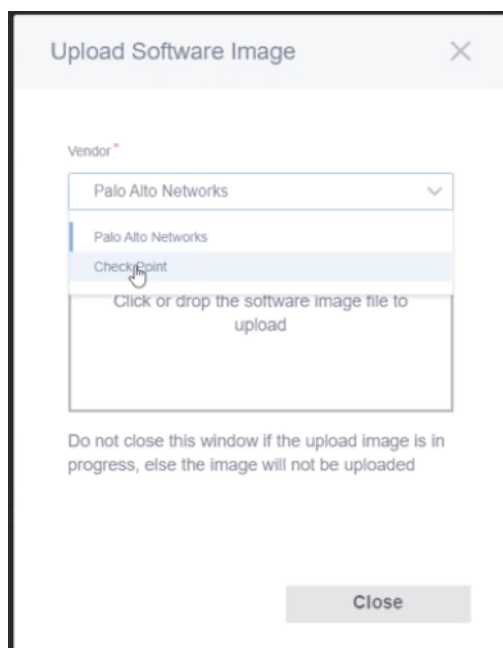 Upload Software Image
Vendor *
Palo Alto Networks
Palo Alto Networks
Check Point
Click or drop the software image file to
upload
Do not close this window if the upload image is in
progress, else the image will not be uploaded
Close